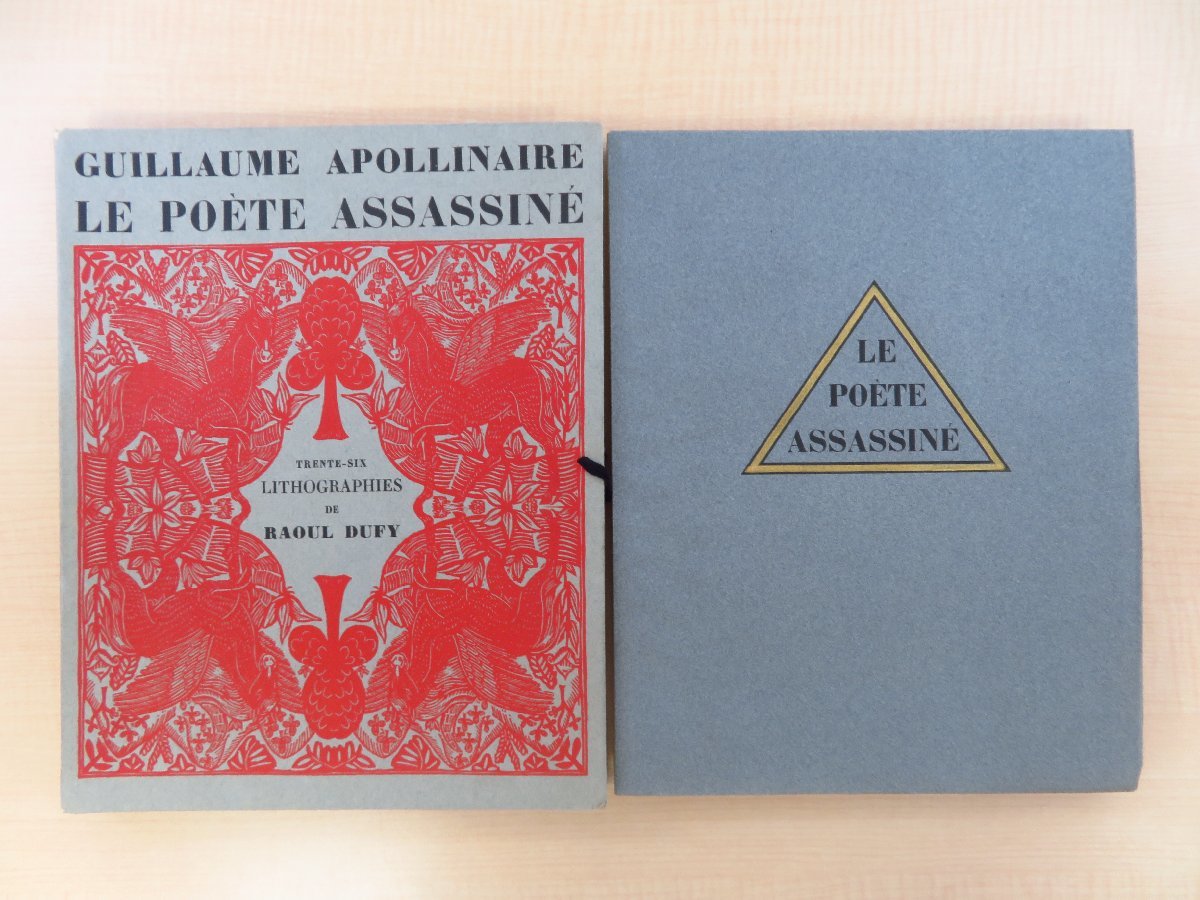 GUILLAUME APOLLINAIRE
LE POÈTE ASSASSINÉ
TRENTE-SIX
LITHOGRAPHIES
DE
RAOUL DUFY
LE
POÈTE
ASSASSINÉ